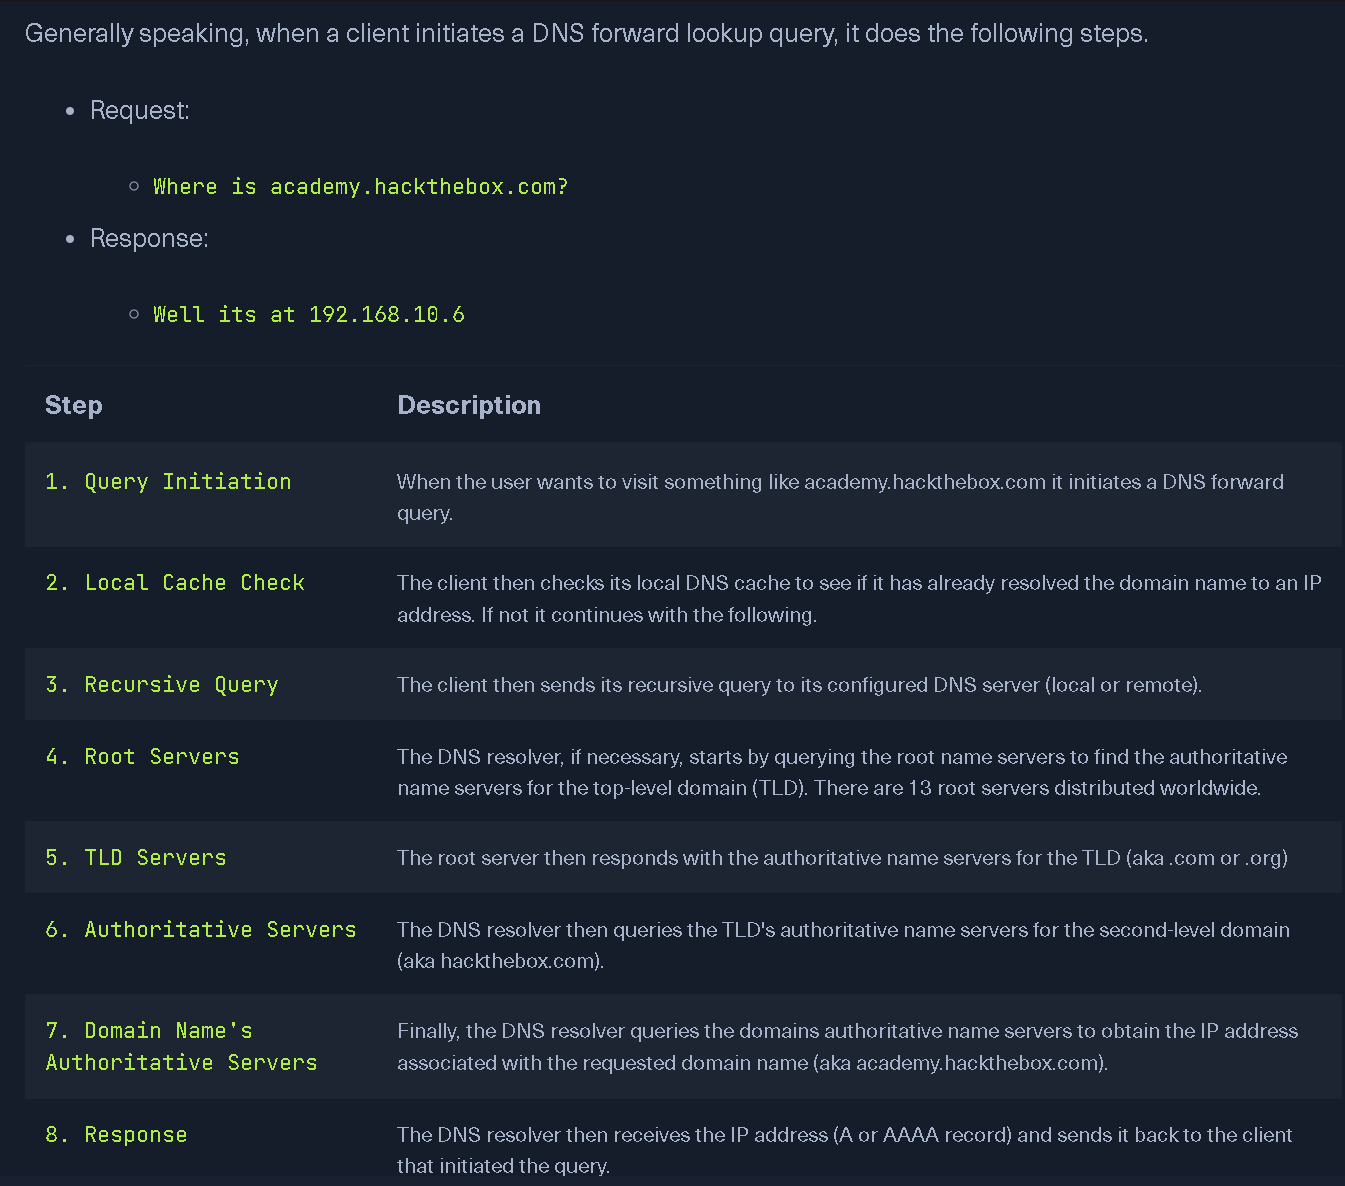 Generally speaking, when a client initiates a DNS forward lookup query, it does the following steps.
Request:
Where is academy.hackthebox.com?
Response:
Well its at 192.168.10.6
Step Description
1. Query Initiation When the user wants to visit something like academy.hackthebox.com it initiates a DNS forward
query.
2. Local Cache Check The client then checks its local DNS cache to see if it has already resolved the domain name to an IP
address. If not it continues with the following.
3. Recursive Query The client then sends its recursive query to its configured DNS server (local or remote).
4. Root Servers The DNS resolver, if necessary, starts by querying the root name servers to find the authoritative
name servers for the top-level domain (TLD). There are 13 root servers distributed worldwide.
5. TLD Servers The root server then responds with the authoritative name servers for the TLD (aka .com or .org)
6. Authoritative Servers The DNS resolver then queries the TLD's authoritative name servers for the second-level domain
(aka hackthebox.com).
7. Domain Name's Finally, the DNS resolver queries the domains authoritative name servers to obtain the IP address
Authoritative Servers associated with the requested domain name (aka academy.hackthebox.com).
8. Response The DNS resolver then receives the IP address (A or AAAA record) and sends it back to the client
that initiated the query.